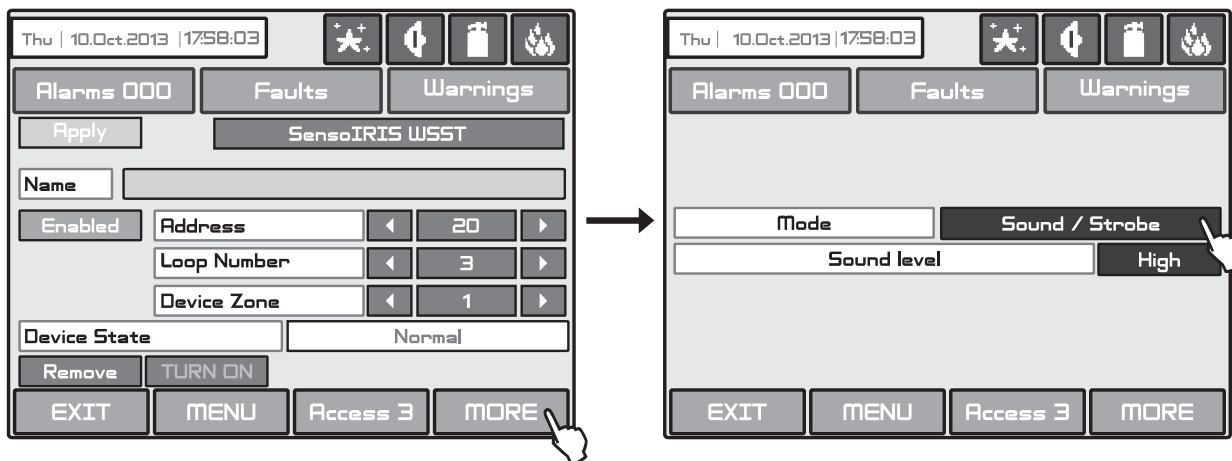 Thu | 10.Oct.2013 | 17:58:03
Alarms 000 Faults Warnings
Apply SensoIRIS WSST
Name
Enabled Address 20
Loop Number 3
Device Zone 1
Device State Normal
Remove TURN ON
EXIT MENU Access 3 MORE
Thu | 10.Oct.2013 | 17:58:03
Alarms 000 Faults Warnings
Mode Sound / Strobe
Sound level High
EXIT MENU Access 3 MORE